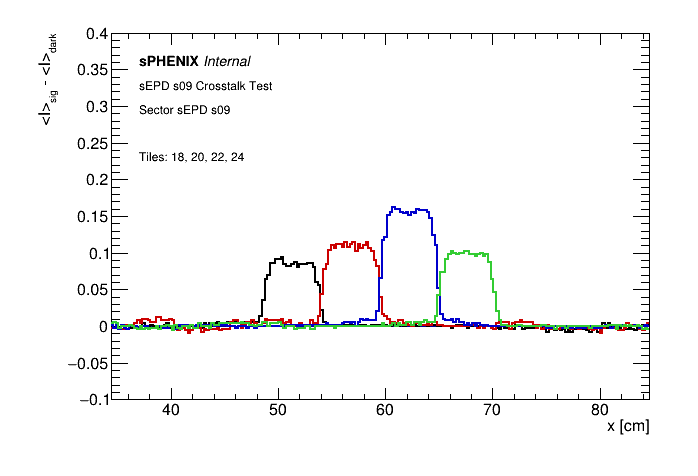 <I>sig - <I>dark
0.4
0.35
0.3
0.25
0.2
0.15
0.1
0.05
0
−0.05
−0.1
sPHENIX Internal
sEPD s09 Crosstalk Test
Sector sEPD s09
Tiles: 18, 20, 22, 24
40 50 60 70 80
x [cm]